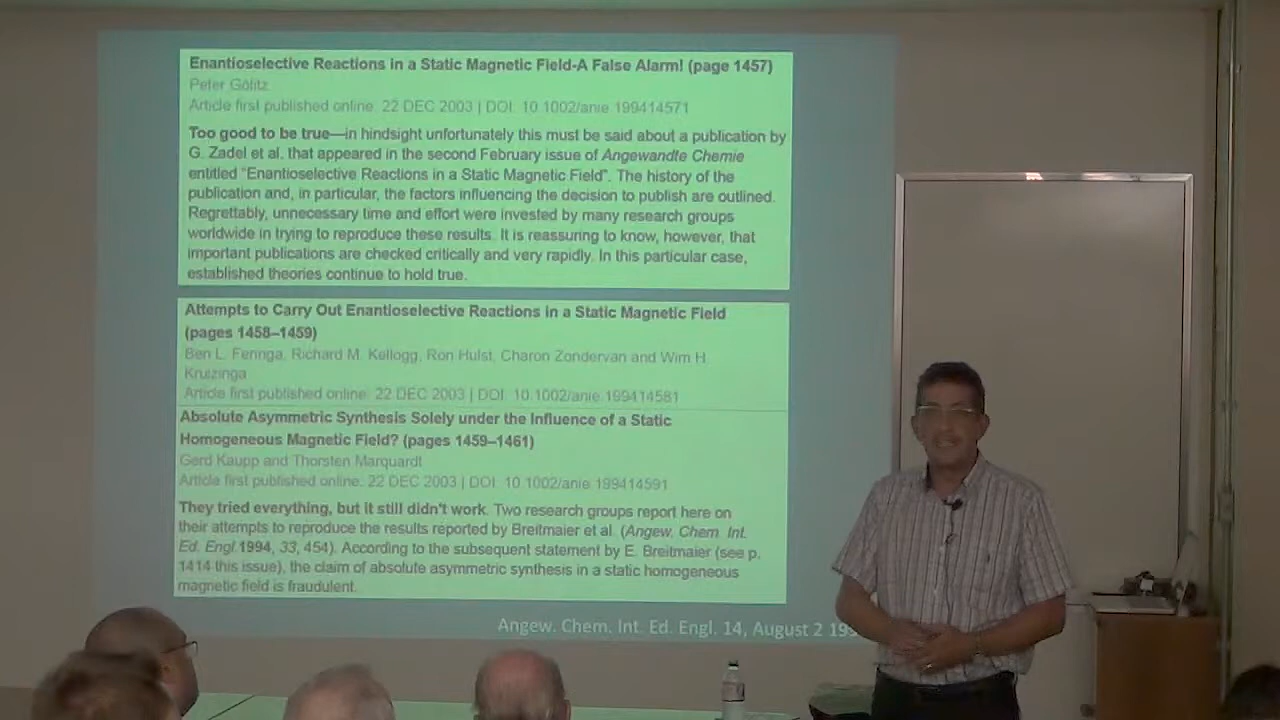 Enantioselective Reactions in a Static Magnetic Field-A False Alarm! (page 1457)
Peter Gölitz
Article first published online: 22 DEC 2003 | DOI: 10.1002/anie.199414571
Too good to be true—in hindsight unfortunately this must be said about a publication by
G. Zadel et al. that appeared in the second February issue of Angewandte Chemie
entitled "Enantioselective Reactions in a Static Magnetic Field". The history of the
publication and, in particular, the factors influencing the decision to publish are outlined.
Regrettably, unnecessary time and effort were invested by many research groups
worldwide in trying to reproduce these results. It is reassuring to know, however, that
important publications are checked critically and very rapidly. In this particular case,
established theories continue to hold true.
Attempts to Carry Out Enantioselective Reactions in a Static Magnetic Field
(pages 1458–1459)
Ben L. Feringa, Richard M. Kellogg, Ron Hulst, Charon Zondervan and Wim H.
Kruizinga
Article first published online: 22 DEC 2003 | DOI: 10.1002/anie.199414581
Absolute Asymmetric Synthesis Solely under the Influence of a Static
Homogeneous Magnetic Field? (pages 1459–1461)
Gerd Kaupp and Thorsten Marquardt
Article first published online: 22 DEC 2003 | DOI: 10.1002/anie.199414591
They tried everything, but it still didn't work. Two research groups report here on
their attempts to reproduce the results reported by Breitmaier et al. (Angew. Chem. Int.
Ed. Engl. 1994, 33, 454). According to the subsequent statement by E. Breitmaier (see p.
1414 this issue), the claim of absolute asymmetric synthesis in a static homogeneous
magnetic field is fraudulent.
Angew. Chem. Int. Ed. Engl. 14, August 2